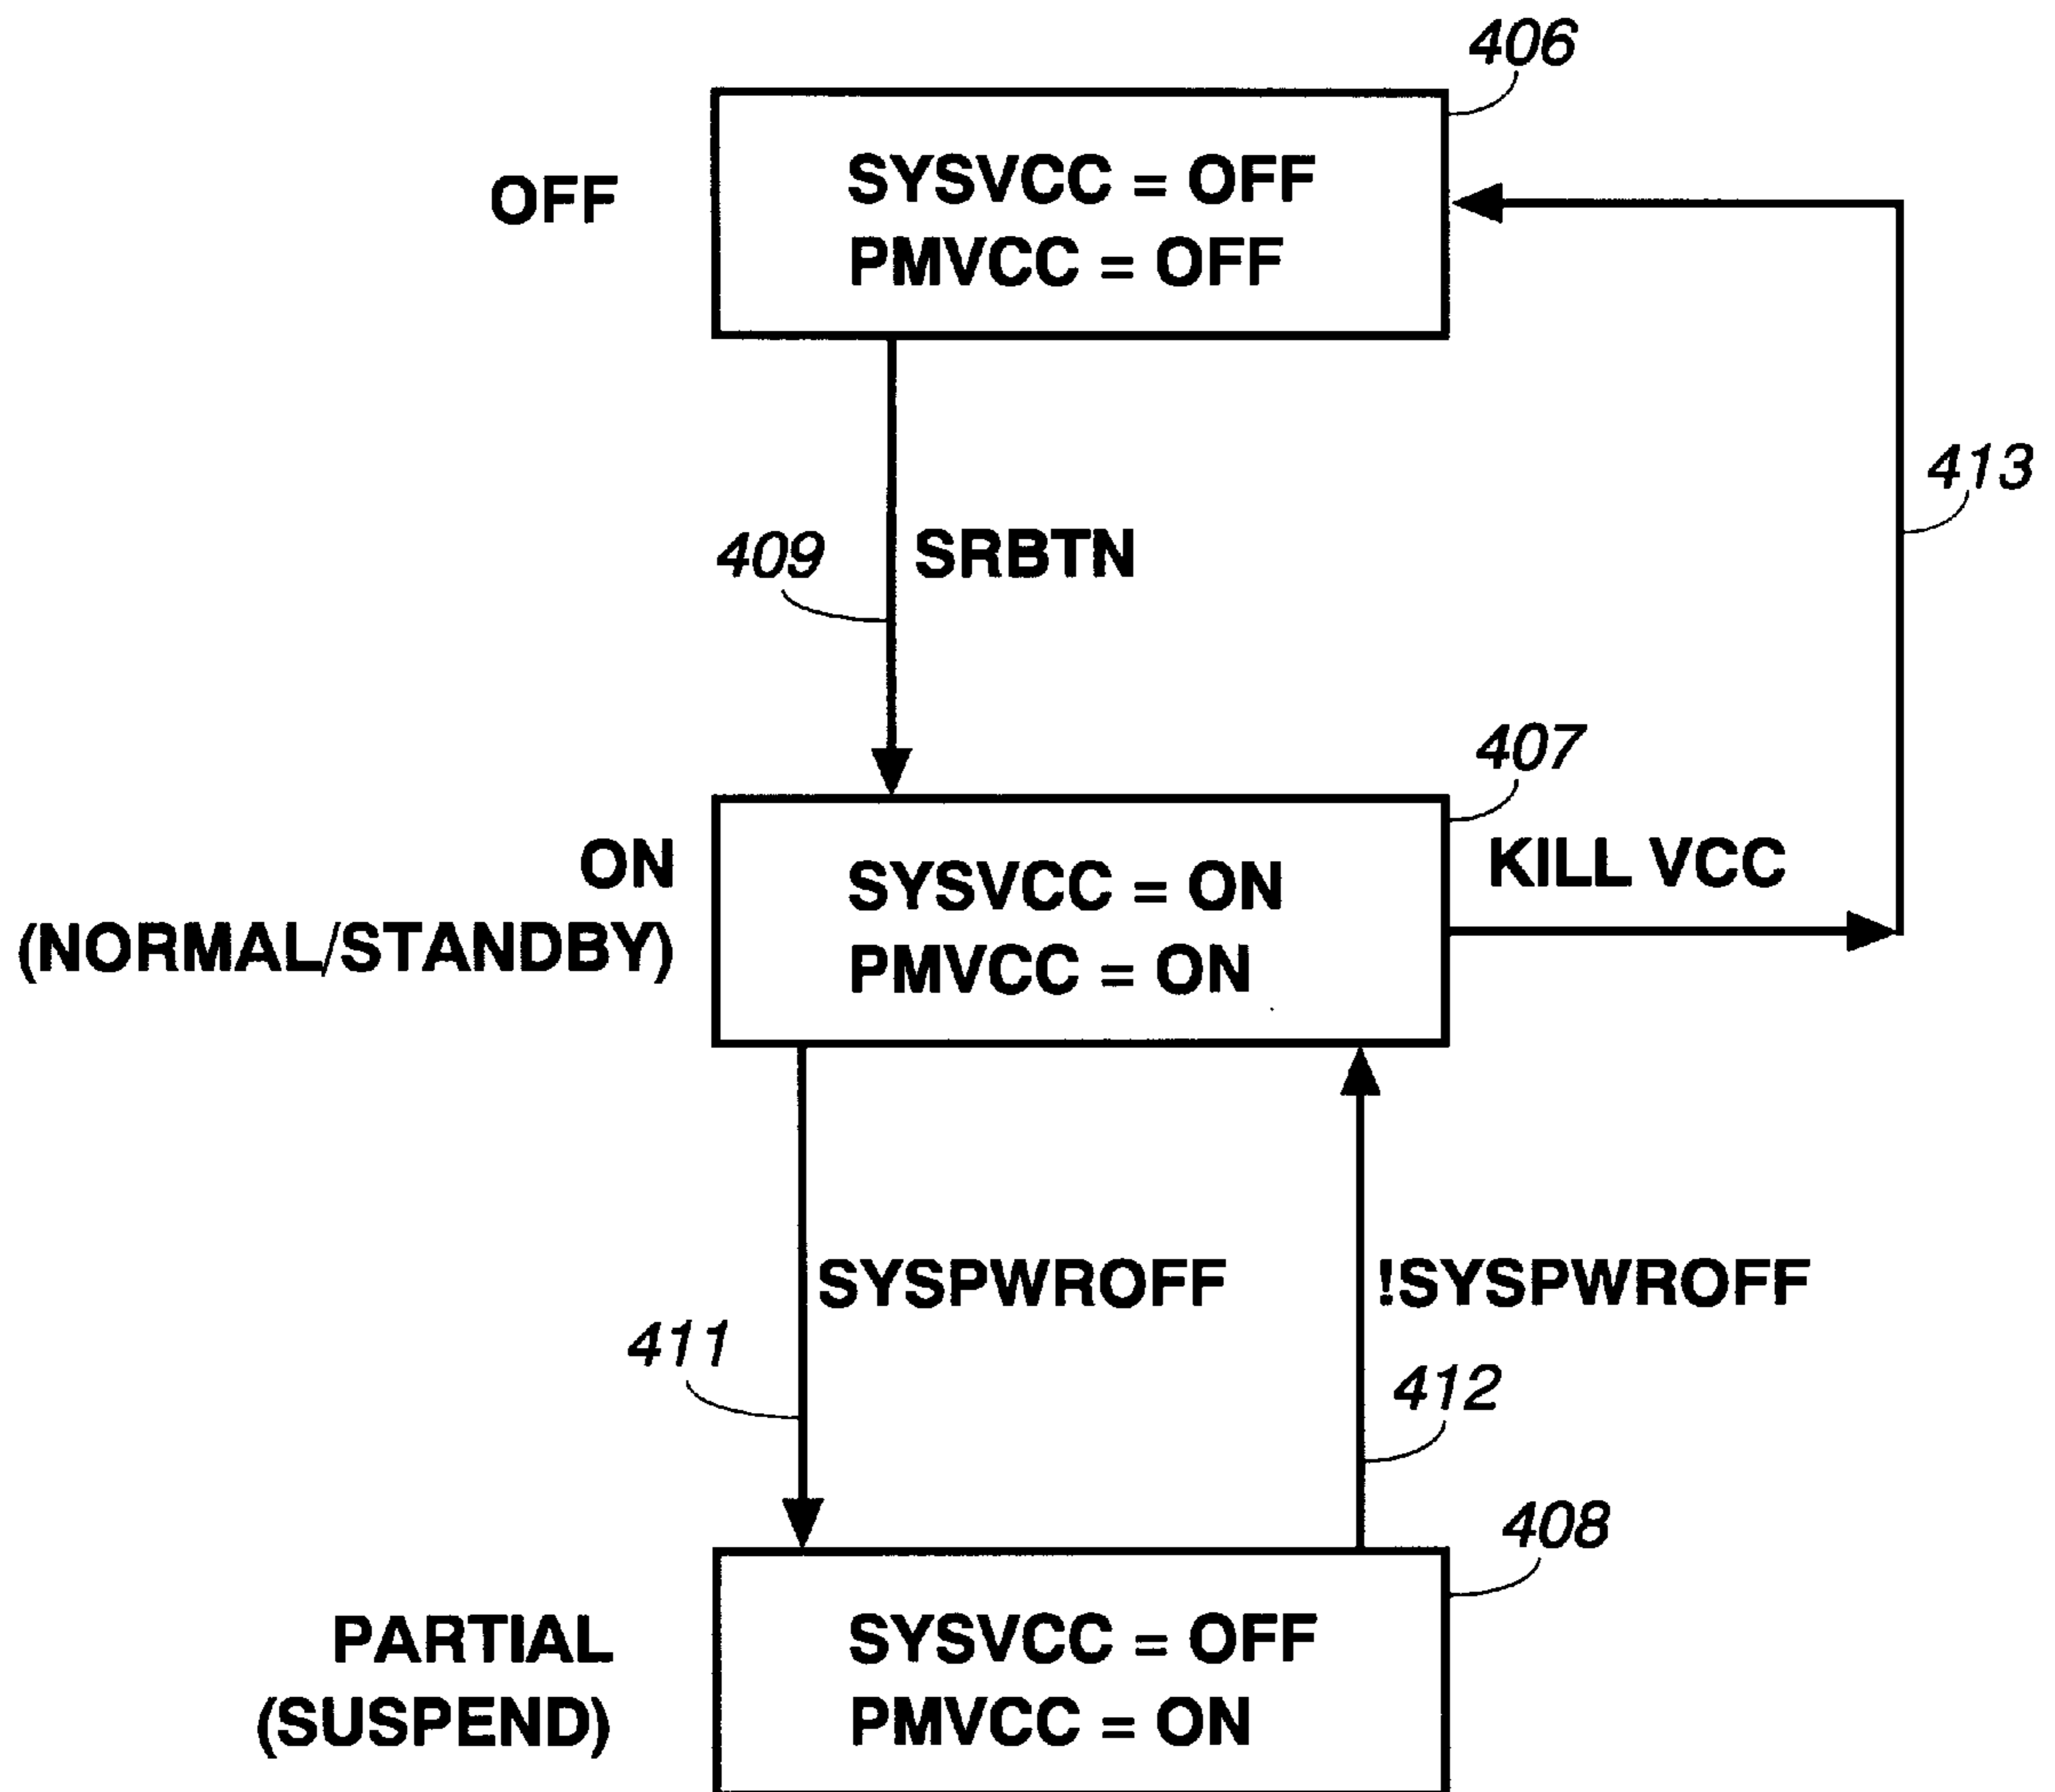 406
OFF
SYSVCC = OFF
PMVCC = OFF
413
409
SRBTN
407
ON
(NORMAL/STANDBY)
SYSVCC = ON
PMVCC = ON
KILL VCC
SYSPWROFF
!SYSPWROFF
411
412
408
PARTIAL
(SUSPEND)
SYSVCC = OFF
PMVCC = ON